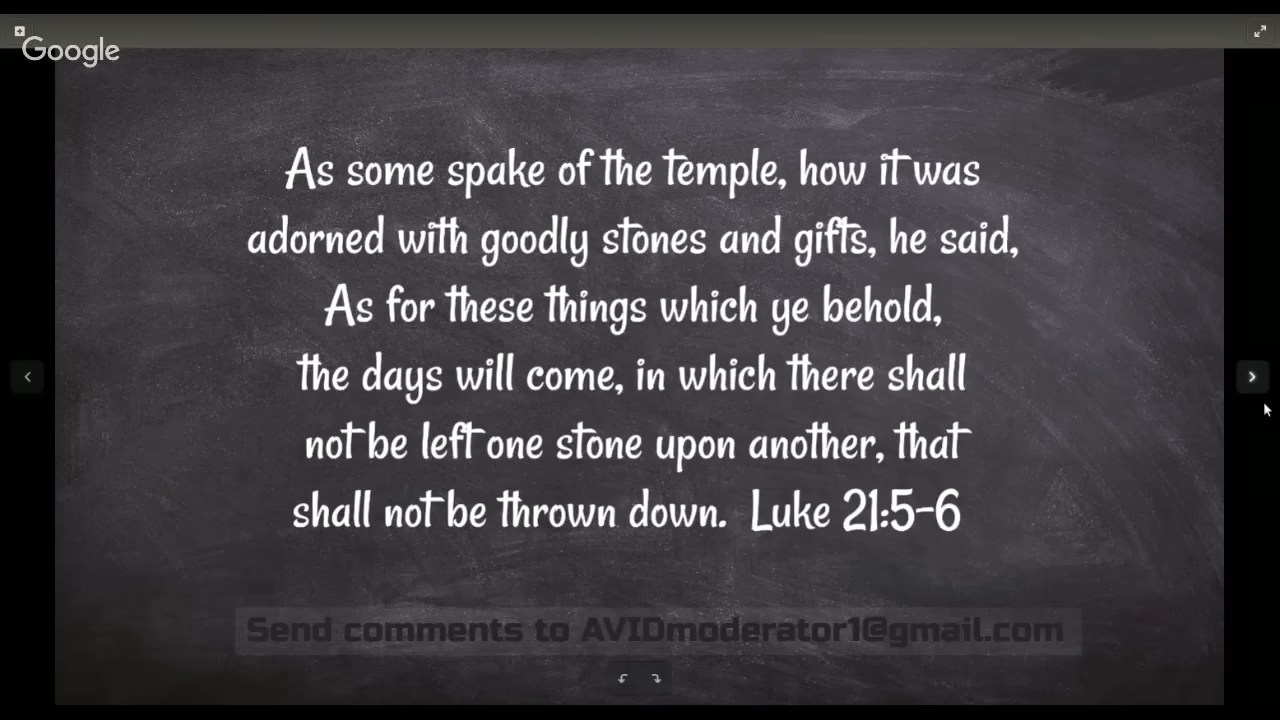 Google
As some spake of the temple, how it was
adorned with goodly stones and gifts, he said,
As for these things which ye behold,
the days will come, in which there shall
not be left one stone upon another, that
shall not be thrown down. Luke 21:5-6
Send comments to AVIDmoderator1@gmail.com